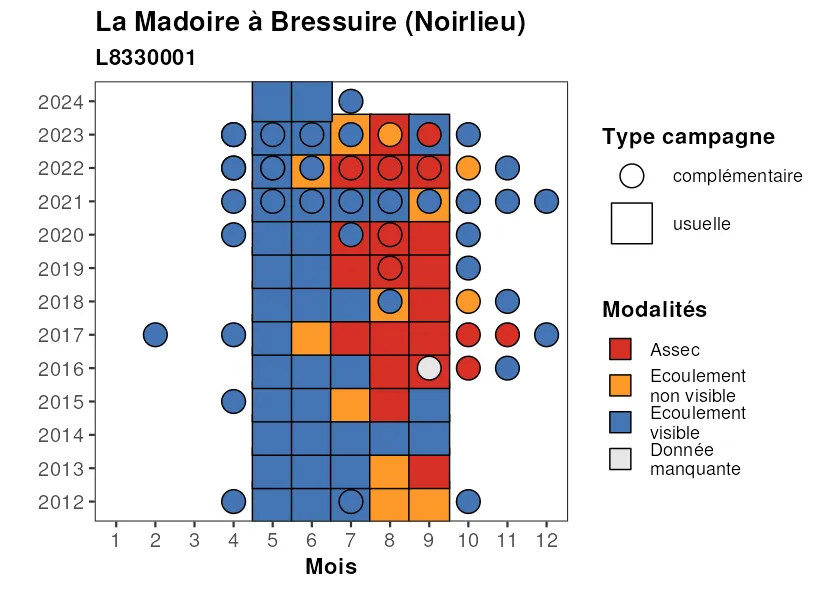 La Madoire à Bressuire (Noirlieu)
L8330001
2024
2023
2022
2021
2020
2019
2018
2017
2016
2015
2014
2013
2012
1 2 3 4 5 6 7 8 9 10 11 12
Mois
Type campagne
complémentaire
usuelle
Modalités
Assec
Ecoulement
non visible
Ecoulement
visible
Donnée
manquante